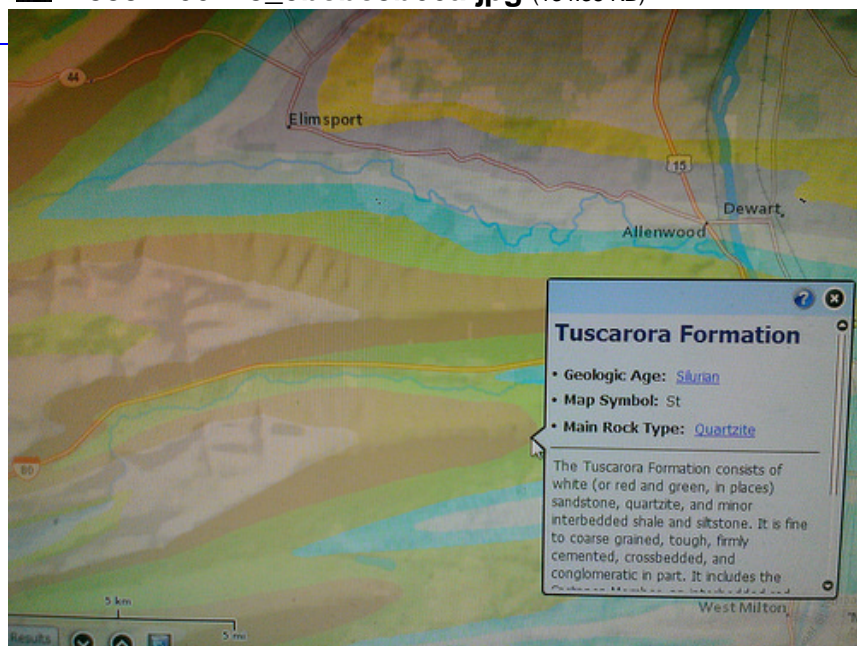 44
Elimsport
15
Dewart
Allenwood
Tuscarora Formation
• Geologic Age: Silurian
• Map Symbol: St
• Main Rock Type: Quartzite
The Tuscarora Formation consists of
white (or red and green, in places)
sandstone, quartzite, and minor
interbedded shale and siltstone. It is fine
to coarse grained, tough, firmly
cemented, crossbedded, and
conglomeratic in part. It includes the
80
West Milton
5 km
5 mi
Results